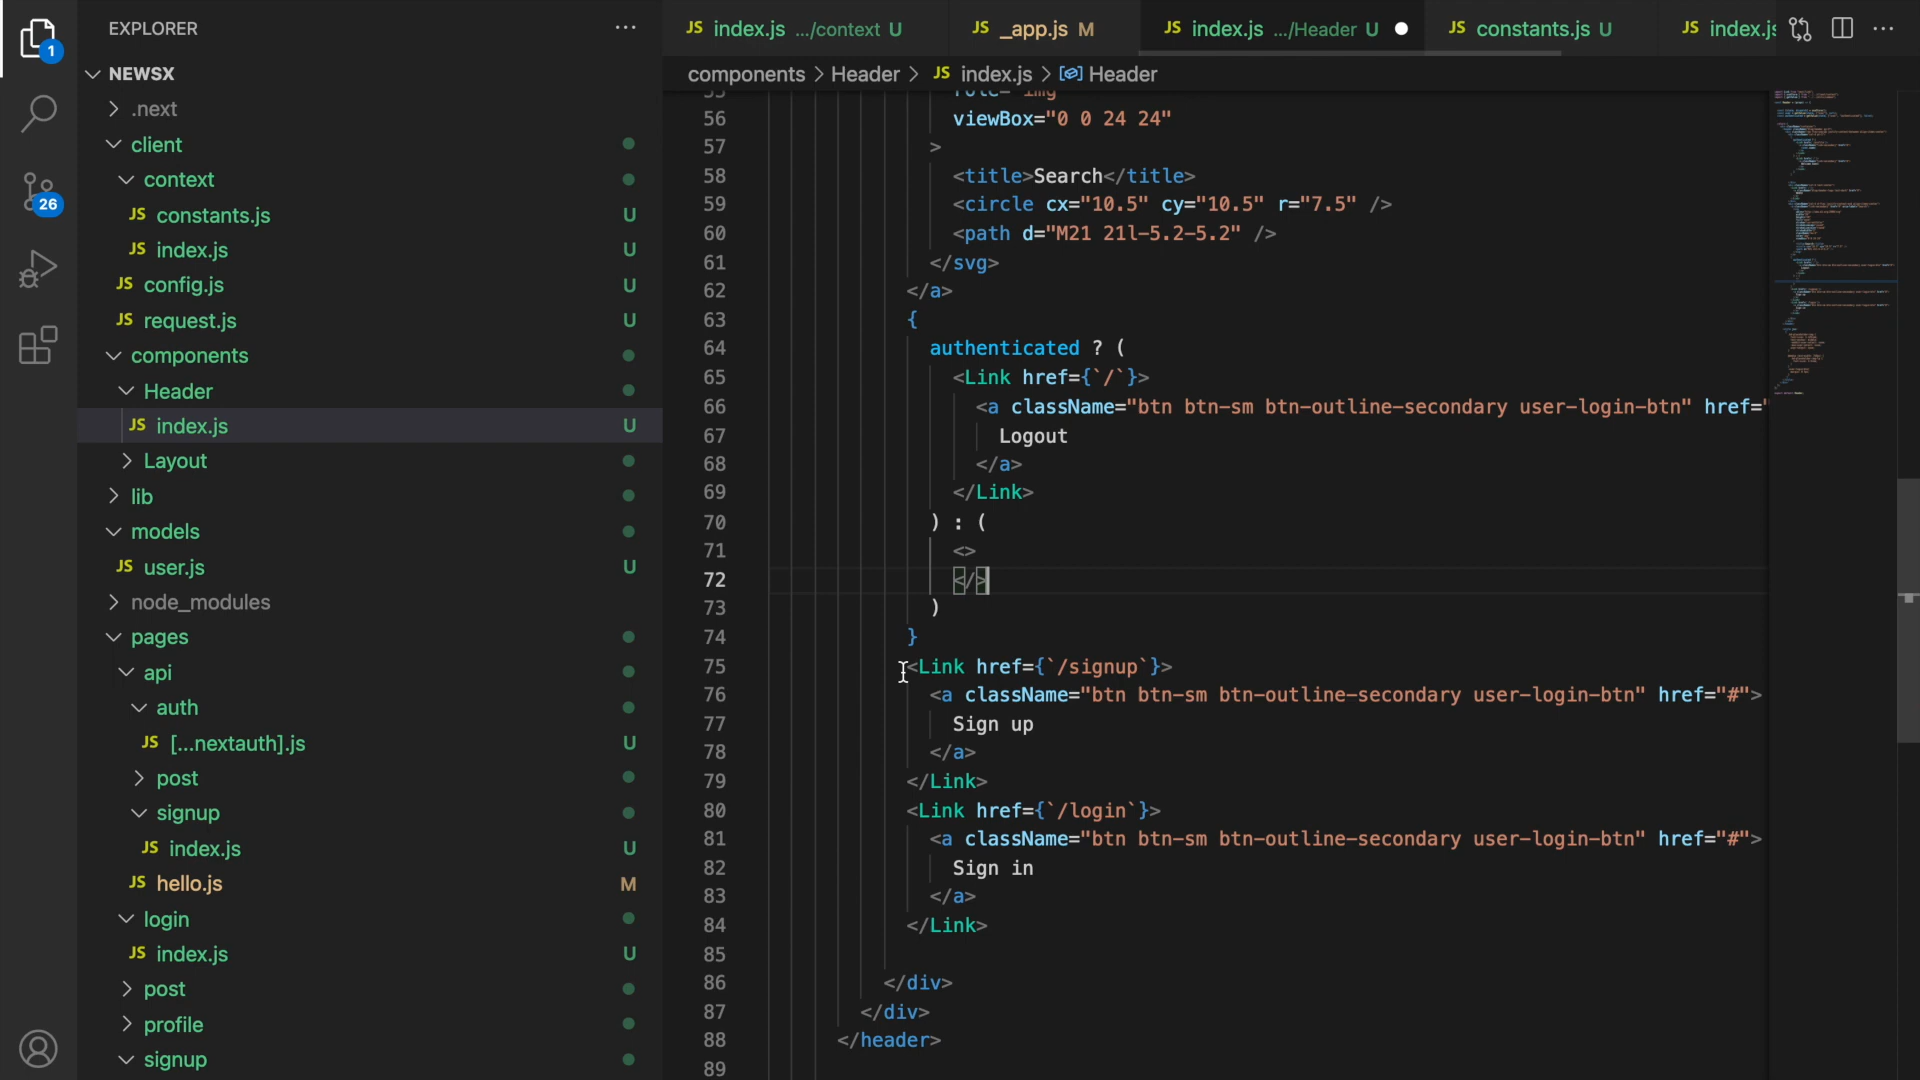 EXPLORER
1
26
NEWSX
.next
client
context
JS constants.js U
JS index.js U
JS config.js U
JS request.js U
components
Header
JS index.js U
Layout
lib
models
JS user.js U
node_modules
pages
api
auth
JS [...nextauth].js U
post
signup
JS index.js U
JS hello.js M
login
JS index.js U
post
profile
signup
JS index.js .../context U
JS _app.js M
JS index.js .../Header U
JS constants.js U
JS index.js
components > Header > JS index.js > Header
55 role="img"
56 viewBox="0 0 24 24"
57 >
58 <title>Search</title>
59 <circle cx="10.5" cy="10.5" r="7.5" />
60 <path d="M21 21l-5.2-5.2" />
61 </svg>
62 </a>
63 {
64 authenticated ? (
65 <Link href={`/`}>
66 <a className="btn btn-sm btn-outline-secondary user-login-btn" href="
67 Logout
68 </a>
69 </Link>
70 ) : (
71 <>
72 </>
73 )
74 }
75 <Link href={`/signup`}>
76 <a className="btn btn-sm btn-outline-secondary user-login-btn" href="#">
77 Sign up
78 </a>
79 </Link>
80 <Link href={`/login`}>
81 <a className="btn btn-sm btn-outline-secondary user-login-btn" href="#">
82 Sign in
83 </a>
84 </Link>
85
86 </div>
87 </div>
88 </header>
89